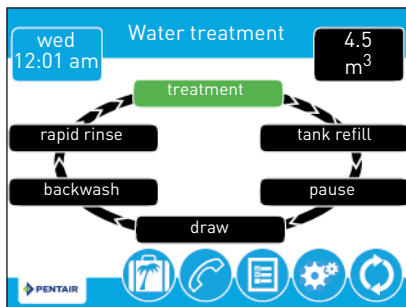 wed
12:01 am
Water treatment
4.5
m³
treatment
rapid rinse
tank refill
backwash
pause
draw
PENTAIR